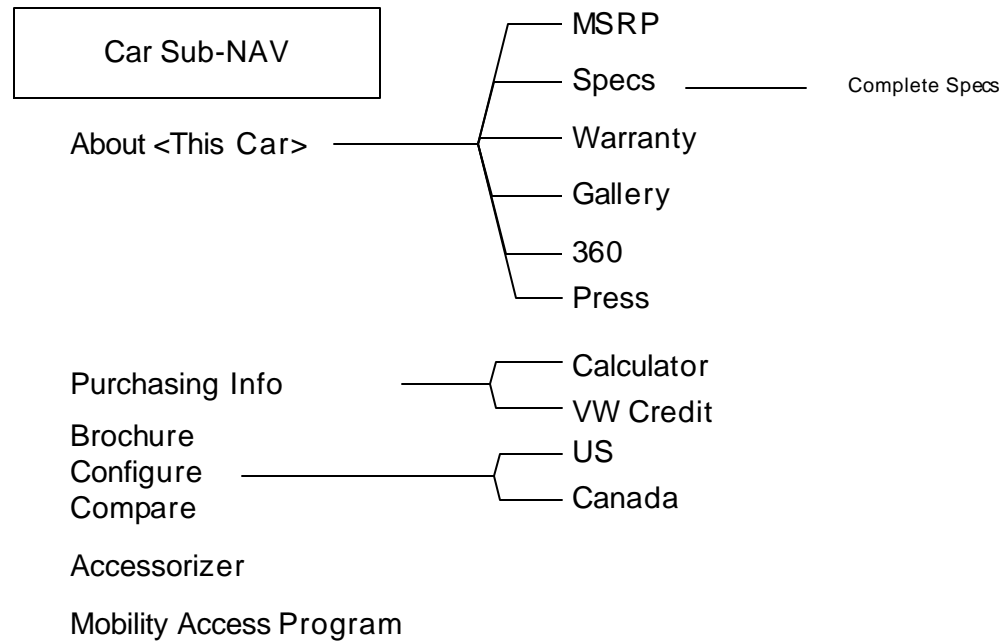 Car Sub-NAV
About <This Car>
MSRP
Specs
Complete Specs
Warranty
Gallery
360
Press
Purchasing Info
Calculator
VW Credit
Brochure
Configure
US
Canada
Compare
Accessorizer
Mobility Access Program